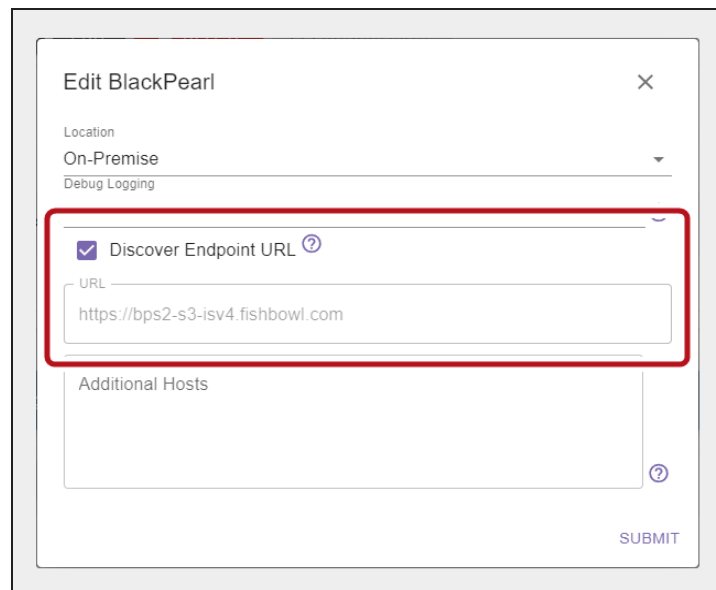 Edit BlackPearl
Location
On-Premise
Debug Logging
Discover Endpoint URL
URL
https://bps2-s3-isv4.fishbowl.com
Additional Hosts
SUBMIT